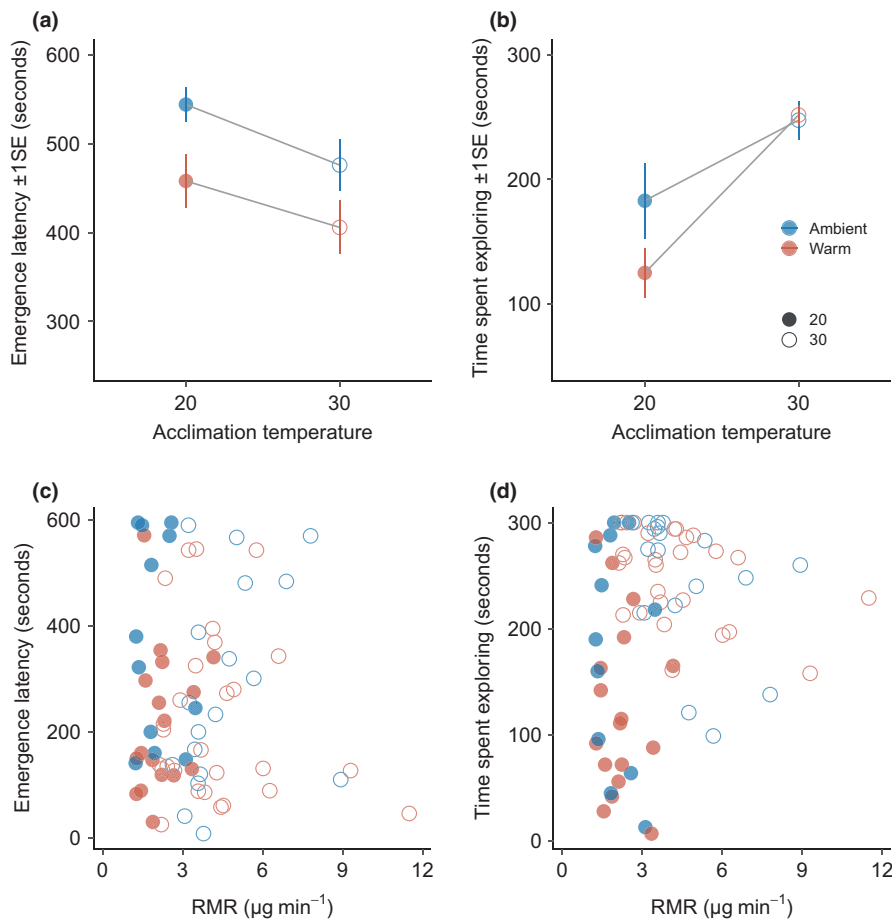 (a)
600
500
400
300
Emergence latency ±1SE (seconds)
20
30
Acclimation temperature
(b)
300
200
100
Time spent exploring ±1SE (seconds)
Ambient
Warm
20
30
20
30
Acclimation temperature
(c)
600
400
200
0
Emergence latency (seconds)
0
3
6
9
12
RMR (µg min⁻¹)
(d)
300
200
100
0
Time spent exploring (seconds)
0
3
6
9
12
RMR (µg min⁻¹)